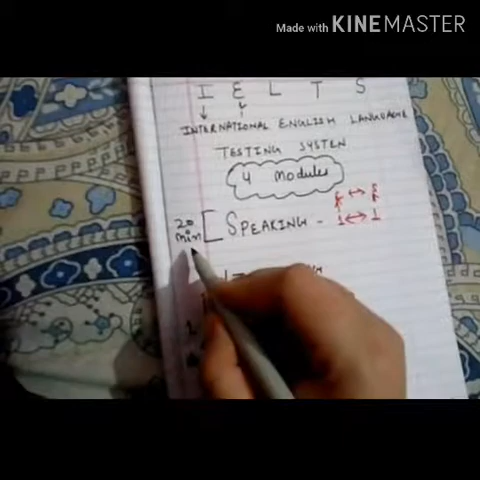 Made with KINEMASTER
I E L T S
INTERNATIONAL ENGLISH LANGUAGE
TESTING SYSTEM
4 modules
F ↔ F
20 min [ SPEAKING - 1 ↔ 1